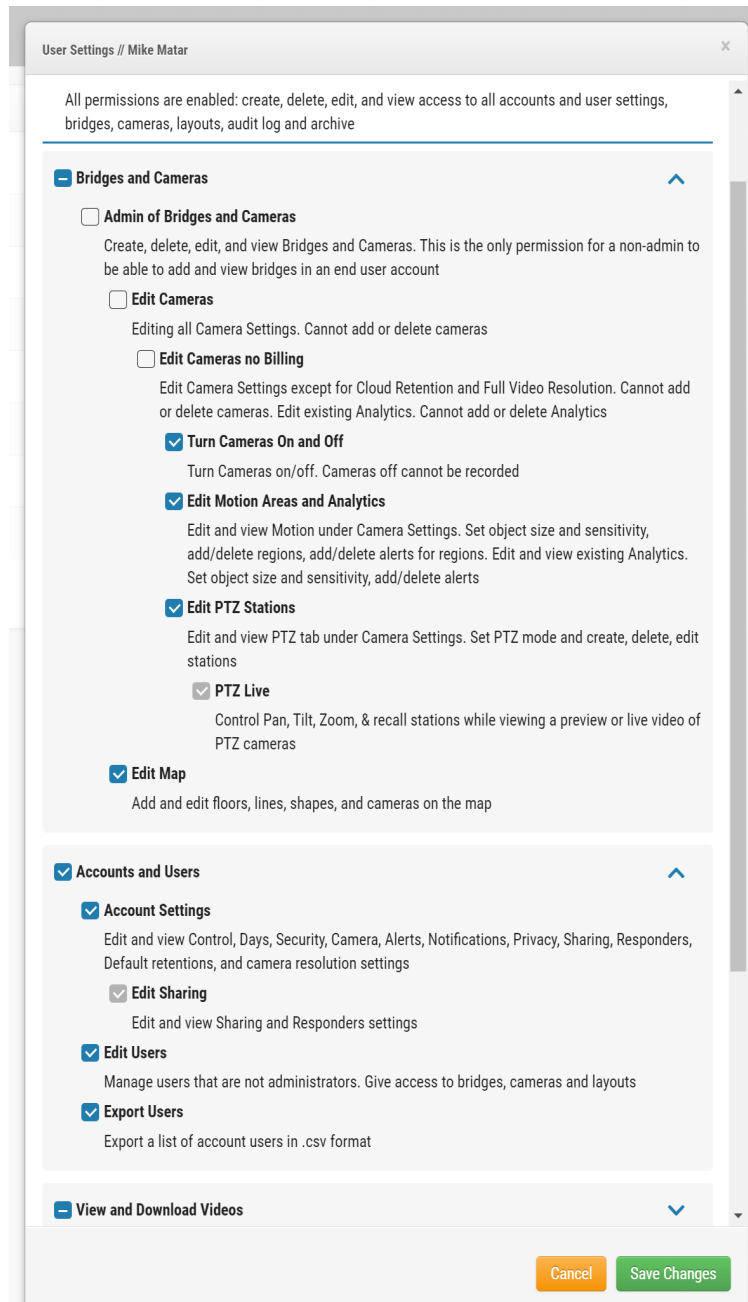 User Settings // Mike Matar
x
All permissions are enabled: create, delete, edit, and view access to all accounts and user settings,
bridges, cameras, layouts, audit log and archive
Bridges and Cameras
Admin of Bridges and Cameras
Create, delete, edit, and view Bridges and Cameras. This is the only permission for a non-admin to
be able to add and view bridges in an end user account
Edit Cameras
Editing all Camera Settings. Cannot add or delete cameras
Edit Cameras no Billing
Edit Camera Settings except for Cloud Retention and Full Video Resolution. Cannot add
or delete cameras. Edit existing Analytics. Cannot add or delete Analytics
Turn Cameras On and Off
Turn Cameras on/off. Cameras off cannot be recorded
Edit Motion Areas and Analytics
Edit and view Motion under Camera Settings. Set object size and sensitivity,
add/delete regions, add/delete alerts for regions. Edit and view existing Analytics.
Set object size and sensitivity, add/delete alerts
Edit PTZ Stations
Edit and view PTZ tab under Camera Settings. Set PTZ mode and create, delete, edit
stations
PTZ Live
Control Pan, Tilt, Zoom, & recall stations while viewing a preview or live video of
PTZ cameras
Edit Map
Add and edit floors, lines, shapes, and cameras on the map
Accounts and Users
Account Settings
Edit and view Control, Days, Security, Camera, Alerts, Notifications, Privacy, Sharing, Responders,
Default retentions, and camera resolution settings
Edit Sharing
Edit and view Sharing and Responders settings
Edit Users
Manage users that are not administrators. Give access to bridges, cameras and layouts
Export Users
Export a list of account users in .csv format
View and Download Videos
Cancel
Save Changes